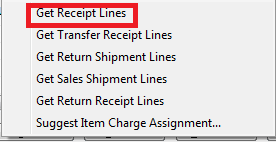 Get Receipt Lines
Get Transfer Receipt Lines
Get Return Shipment Lines
Get Sales Shipment Lines
Get Return Receipt Lines
Suggest Item Charge Assignment...